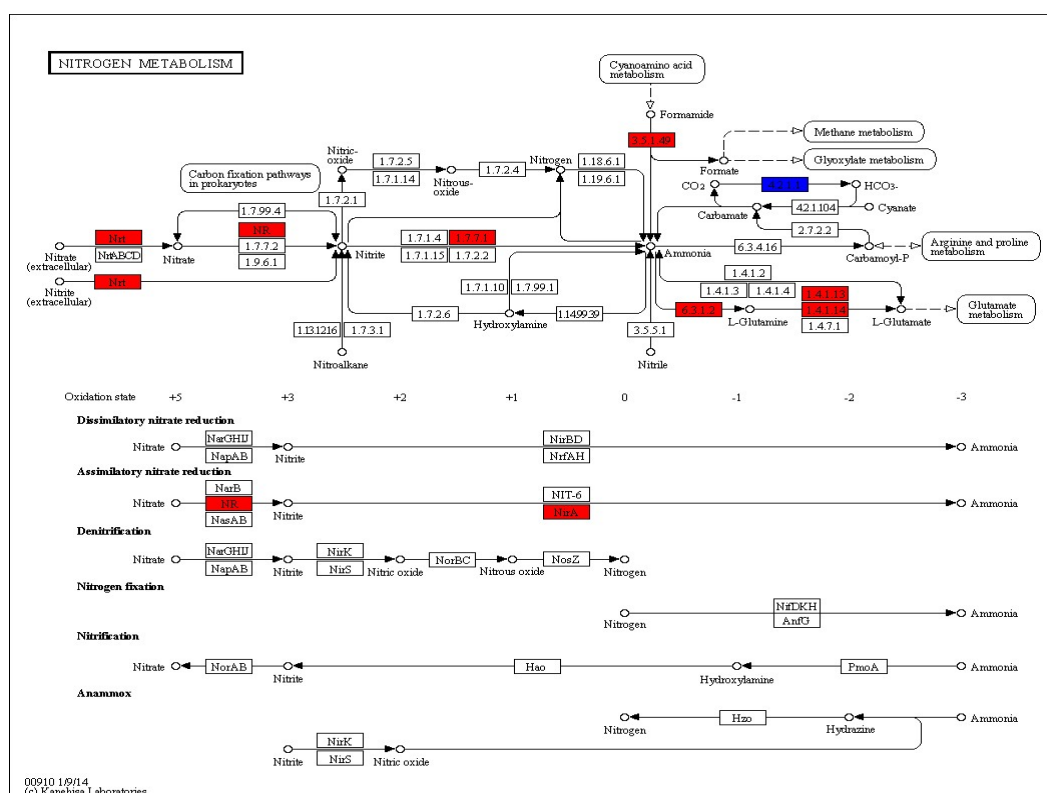 NITROGEN METABOLISM
Cyanoamino acid
metabolism
Formamide
3.5.1.49
Methane metabolism
Glyoxylate metabolism
Formate
Nitric-
oxide
1.7.2.5
1.7.1.14
Nitrous-
oxide
1.7.2.4
Nitrogen
1.18.6.1
1.19.6.1
Carbon fixation pathways
in prokaryotes
1.7.2.1
CO2
4.2.1.1
HCO3-
Carbamate
4.2.1.104
Cyanate
2.7.2.2
1.7.99.4
NR
1.7.7.2
1.9.6.1
Nrt
NrtABCD
Nitrate
(extracellular)
Nitrate
Nitrite
1.7.1.4
1.7.7.1
1.7.1.15
1.7.2.2
Ammonia
6.3.4.16
Carbamoyl-P
Arginine and proline
metabolism
Nrt
Nitrite
(extracellular)
1.7.1.10
1.7.99.1
1.4.1.2
1.4.1.3
1.4.1.4
1.4.1.13
1.4.1.14
1.4.7.1
6.3.1.2
L-Glutamine
L-Glutamate
Glutamate
metabolism
1.7.2.6
Hydroxylamine
1.14.99.39
1.13.12.16
1.7.3.1
3.5.5.1
Nitroalkane
Nitrile
Oxidation state +5 +3 +2 +1 0 -1 -2 -3
Dissimilatory nitrate reduction
NarGHIJ NirBD
Nitrate Nitrite Ammonia
NapAB NrfAH
Assimilatory nitrate reduction
NarB NIT-6
Nitrate NR Nitrite NirA Ammonia
NasAB
Denitrification
NarGHIJ NirK
Nitrate Nitrite Nitric oxide NorBC Nitrous oxide NosZ Nitrogen
NapAB NirS
Nitrogen fixation
NifDKH
Nitrogen Ammonia
AnfG
Nitrification
Nitrate NorAB Nitrite Hao Hydroxylamine PmoA Ammonia
Anammox
Nitrogen Hzo Hydrazine Ammonia
NirK
Nitrite Nitric oxide
NirS
00910 1/9/14
(c) Kanehisa Laboratories